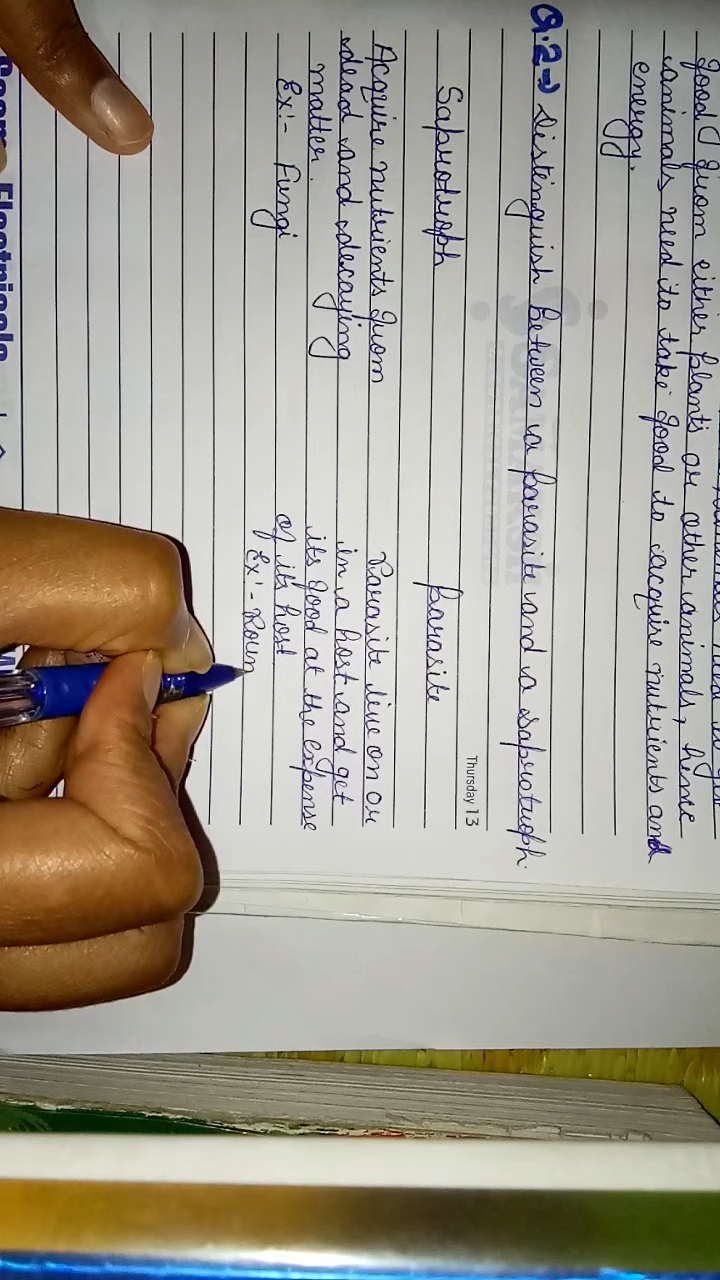 food from either plants or other animals, hence
animals need to take food to acquire nutrients and
energy.
Q.2⇒ Distinguish between a parasite and a saprotroph.
Thursday 13
Saprotroph
Acquire nutrients from
dead and decaying
matter.
Ex:- Fungi
Parasite
Parasite live on or
in a host and get
its food at the expense
of its host
Ex:- Roun